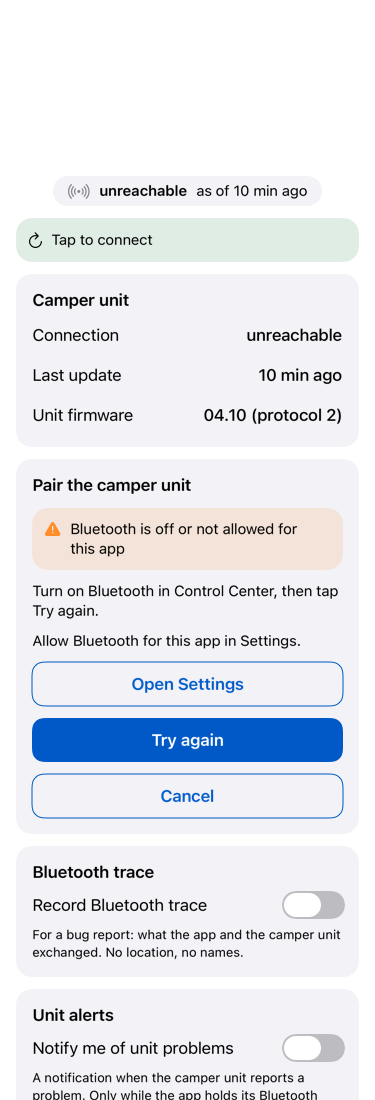 unreachable as of 10 min ago
Tap to connect
Camper unit
Connection unreachable
Last update 10 min ago
Unit firmware 04.10 (protocol 2)
Pair the camper unit
Bluetooth is off or not allowed for
this app
Turn on Bluetooth in Control Center, then tap
Try again.
Allow Bluetooth for this app in Settings.
Open Settings
Try again
Cancel
Bluetooth trace
Record Bluetooth trace
For a bug report: what the app and the camper unit
exchanged. No location, no names.
Unit alerts
Notify me of unit problems
A notification when the camper unit reports a
problem. Only while the app holds its Bluetooth